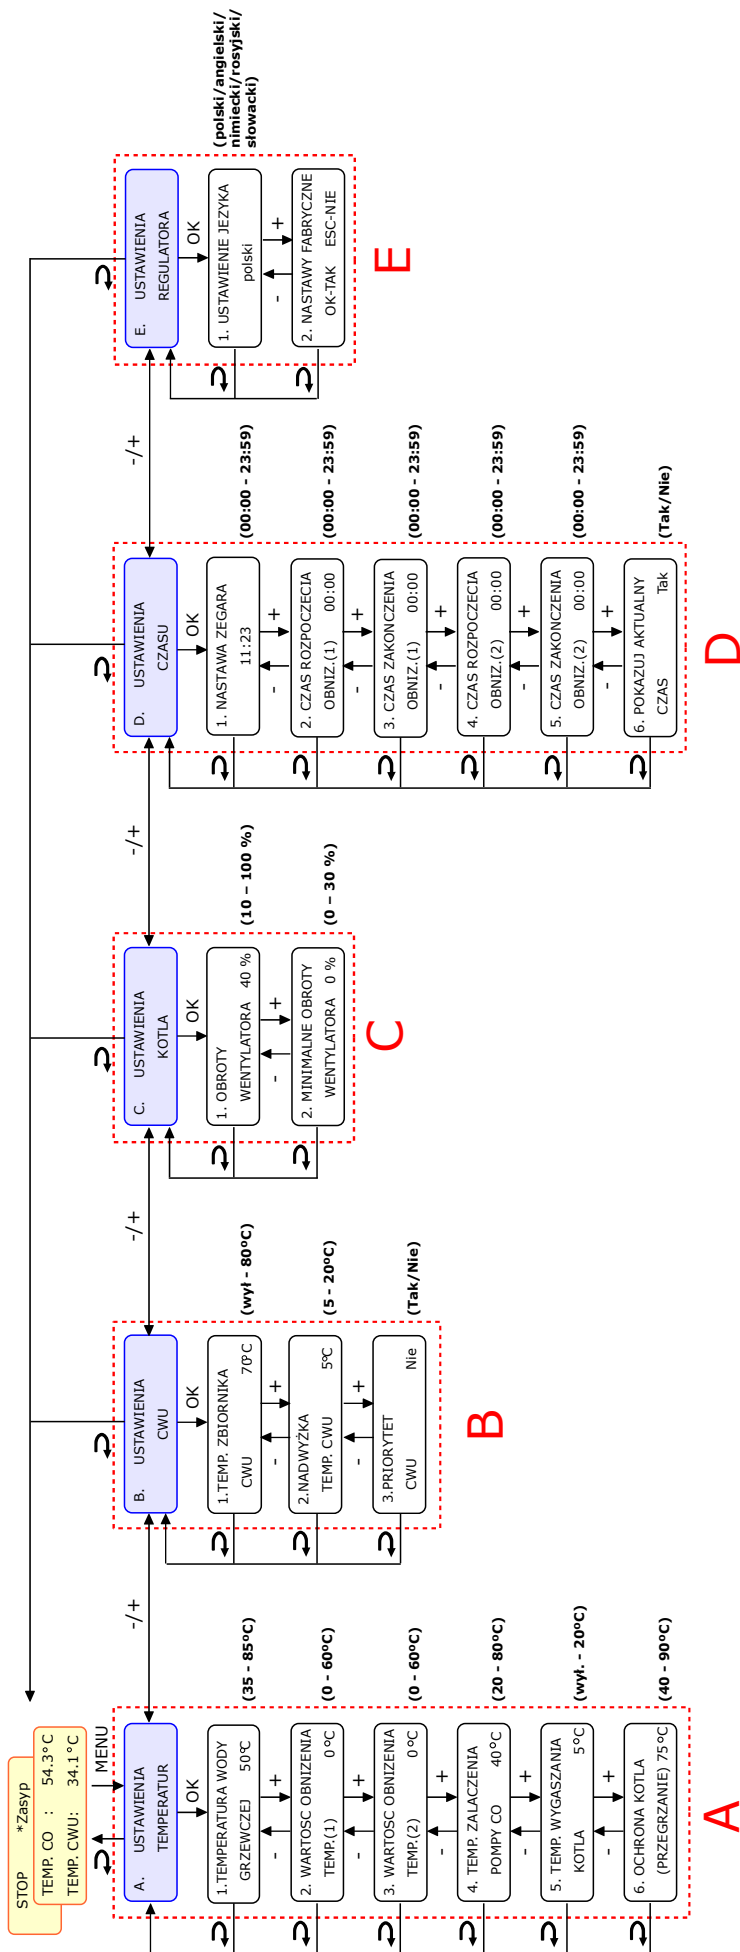 STOP *Zasyp
TEMP. CO : 54.3°C
TEMP. CWU: 34.1°C
MENU
A. USTAWIENIA
TEMPERATUR
OK
1.TEMPERATURA WODY
GRZEWCZEJ 50°C
(35 - 85°C)
- +
2. WARTOSC OBNIZENIA
TEMP.(1) 0°C
(0 - 60°C)
- +
3. WARTOSC OBNIZENIA
TEMP.(2) 0°C
(0 - 60°C)
- +
4. TEMP. ZALACZENIA
POMPY CO 40°C
(20 - 80°C)
- +
5. TEMP. WYGASZANIA
KOTLA 5°C
(wył. - 20°C)
- +
6. OCHRONA KOTLA
(PRZEGRZANIE) 75°C
(40 - 90°C)
A
-/+
B. USTAWIENIA
CWU
OK
1.TEMP. ZBIORNIKA
CWU 70°C
(wył - 80°C)
- +
2.NADWYŻKA
TEMP. CWU 5°C
(5 - 20°C)
- +
3.PRIORYTET
CWU Nie
(Tak/Nie)
B
-/+
C. USTAWIENIA
KOTLA
OK
1. OBROTY
WENTYLATORA 40 %
(10 – 100 %)
- +
2. MINIMALNE OBROTY
WENTYLATORA 0 %
(0 – 30 %)
C
-/+
D. USTAWIENIA
CZASU
OK
1. NASTAWA ZEGARA
11:23
(00:00 - 23:59)
- +
2. CZAS ROZPOCZECIA
OBNIZ.(1) 00:00
(00:00 - 23:59)
- +
3. CZAS ZAKONCZENIA
OBNIZ.(1) 00:00
(00:00 - 23:59)
- +
4. CZAS ROZPOCZECIA
OBNIZ.(2) 00:00
(00:00 - 23:59)
- +
5. CZAS ZAKONCZENIA
OBNIZ.(2) 00:00
(00:00 - 23:59)
- +
6. POKAZUJ AKTUALNY
CZAS Tak
(Tak/Nie)
D
-/+
E. USTAWIENIA
REGULATORA
OK
1. USTAWIENIE JEZYKA
polski
(polski/angielski/
nimiecki/rosyjski/
słowacki)
- +
2. NASTAWY FABRYCZNE
OK-TAK ESC-NIE
E